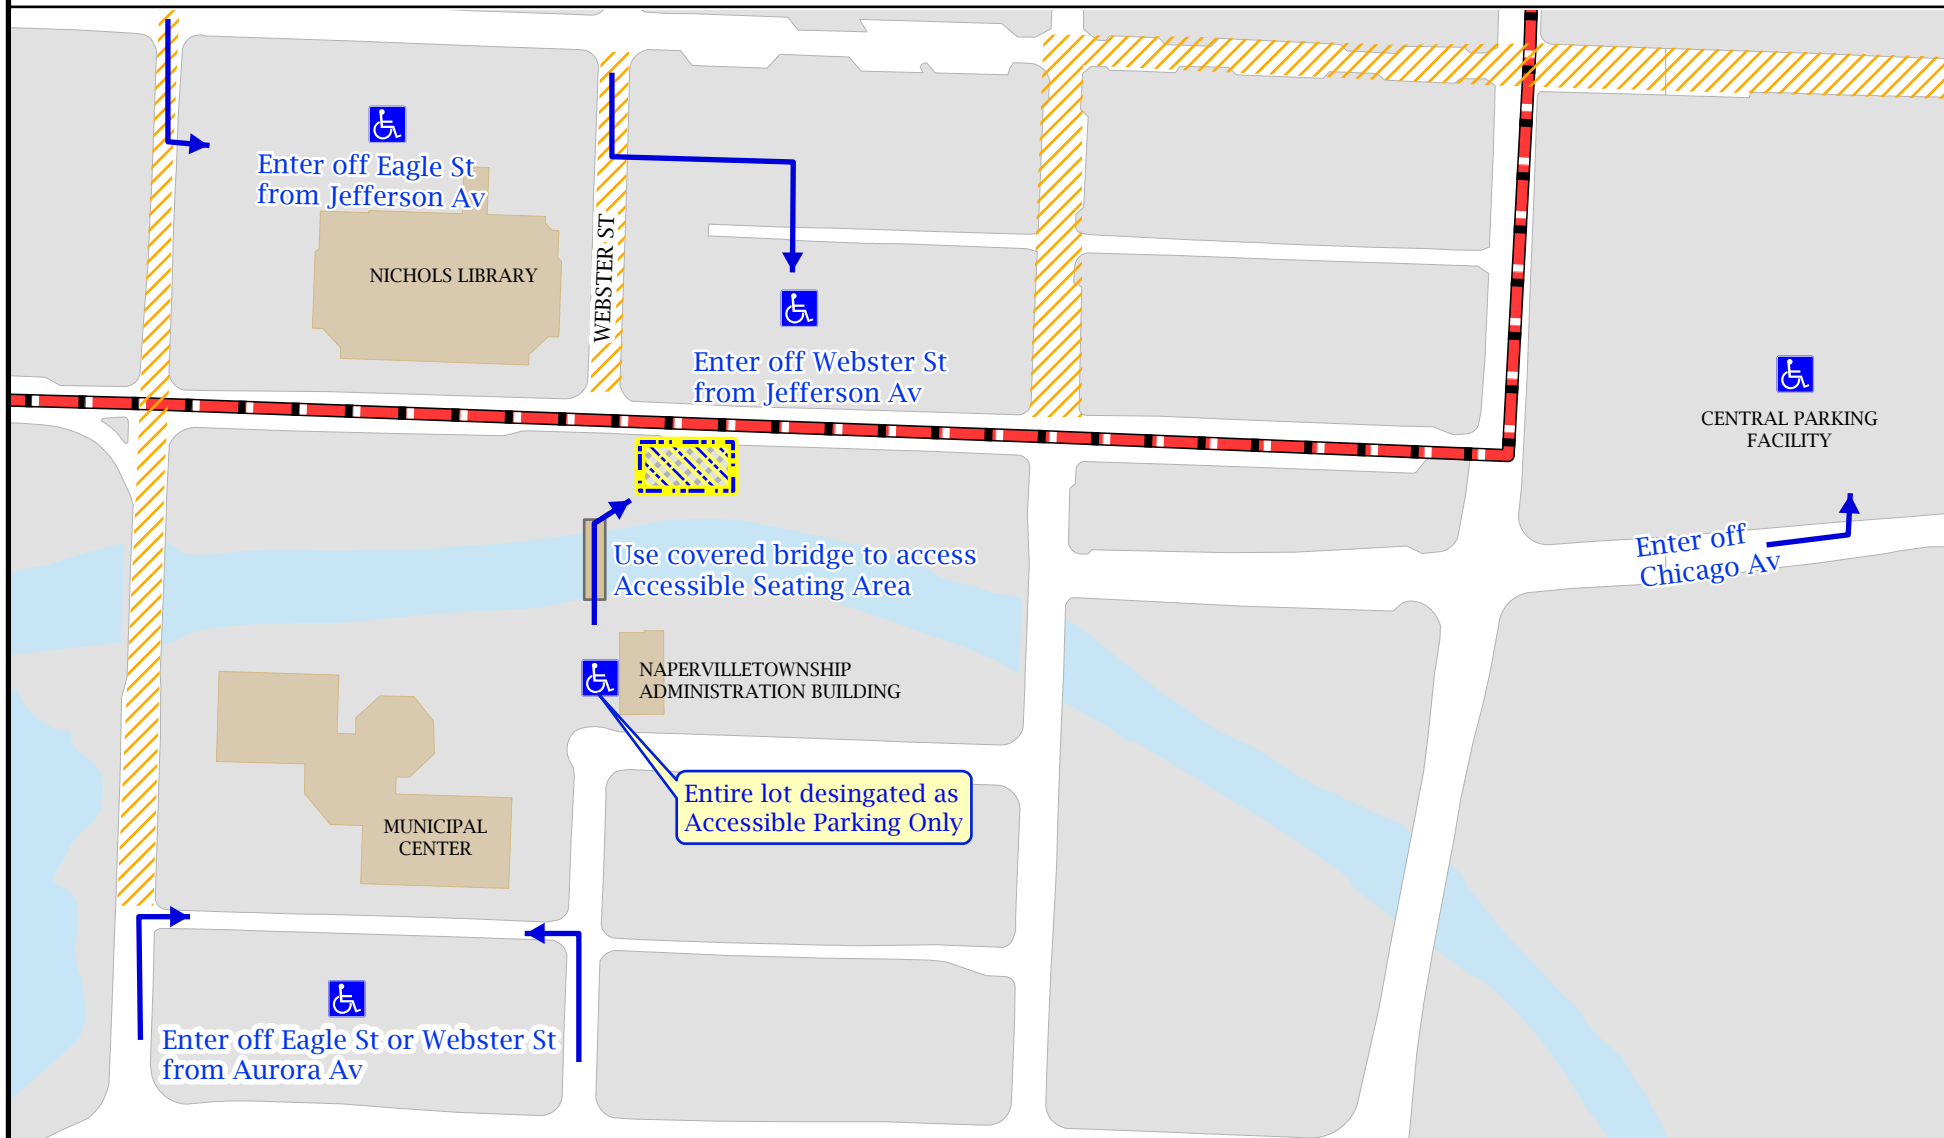 Enter off Eagle St
from Jefferson Av
NICHOLS LIBRARY
WEBSTER ST
Enter off Webster St
from Jefferson Av
CENTRAL PARKING
FACILITY
Enter off
Chicago Av
Use covered bridge to access
Accessible Seating Area
NAPERVILLETOWNSHIP
ADMINISTRATION BUILDING
Entire lot desingated as
Accessible Parking Only
MUNICIPAL
CENTER
Enter off Eagle St or Webster St
from Aurora Av